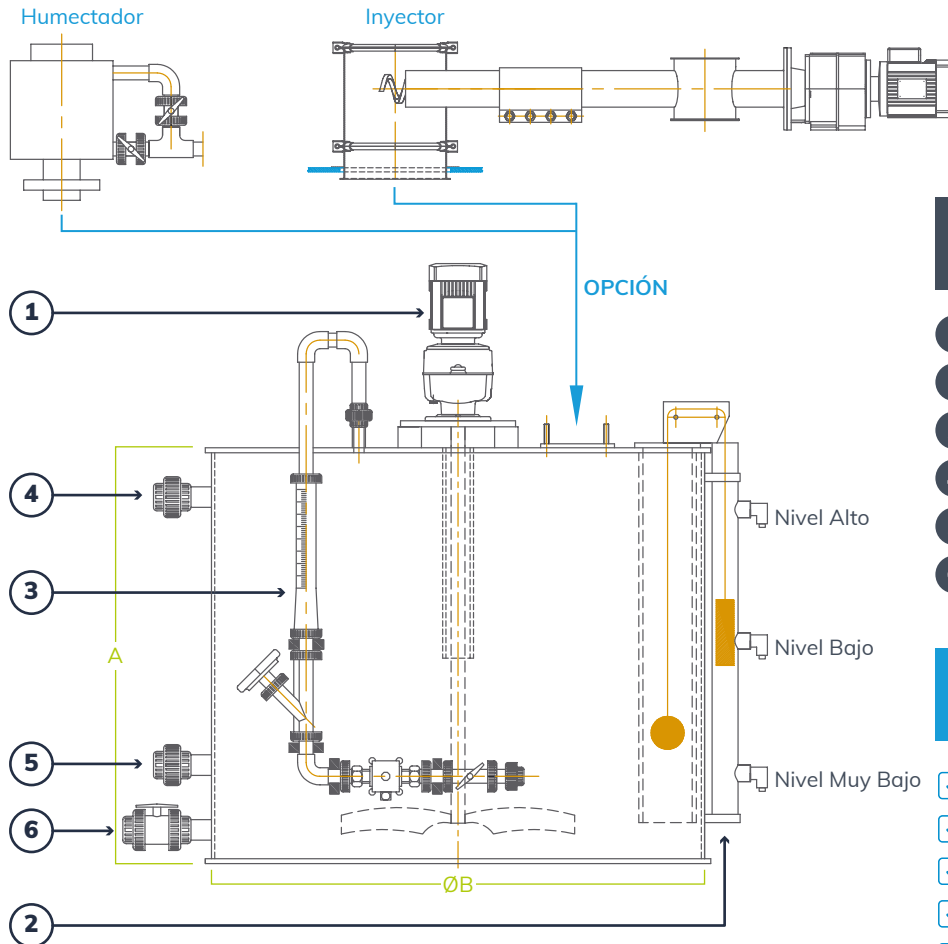 Humectador
Inyector
OPCIÓN
1
4
Nivel Alto
3
A
Nivel Bajo
5
Nivel Muy Bajo
6
ØB
2